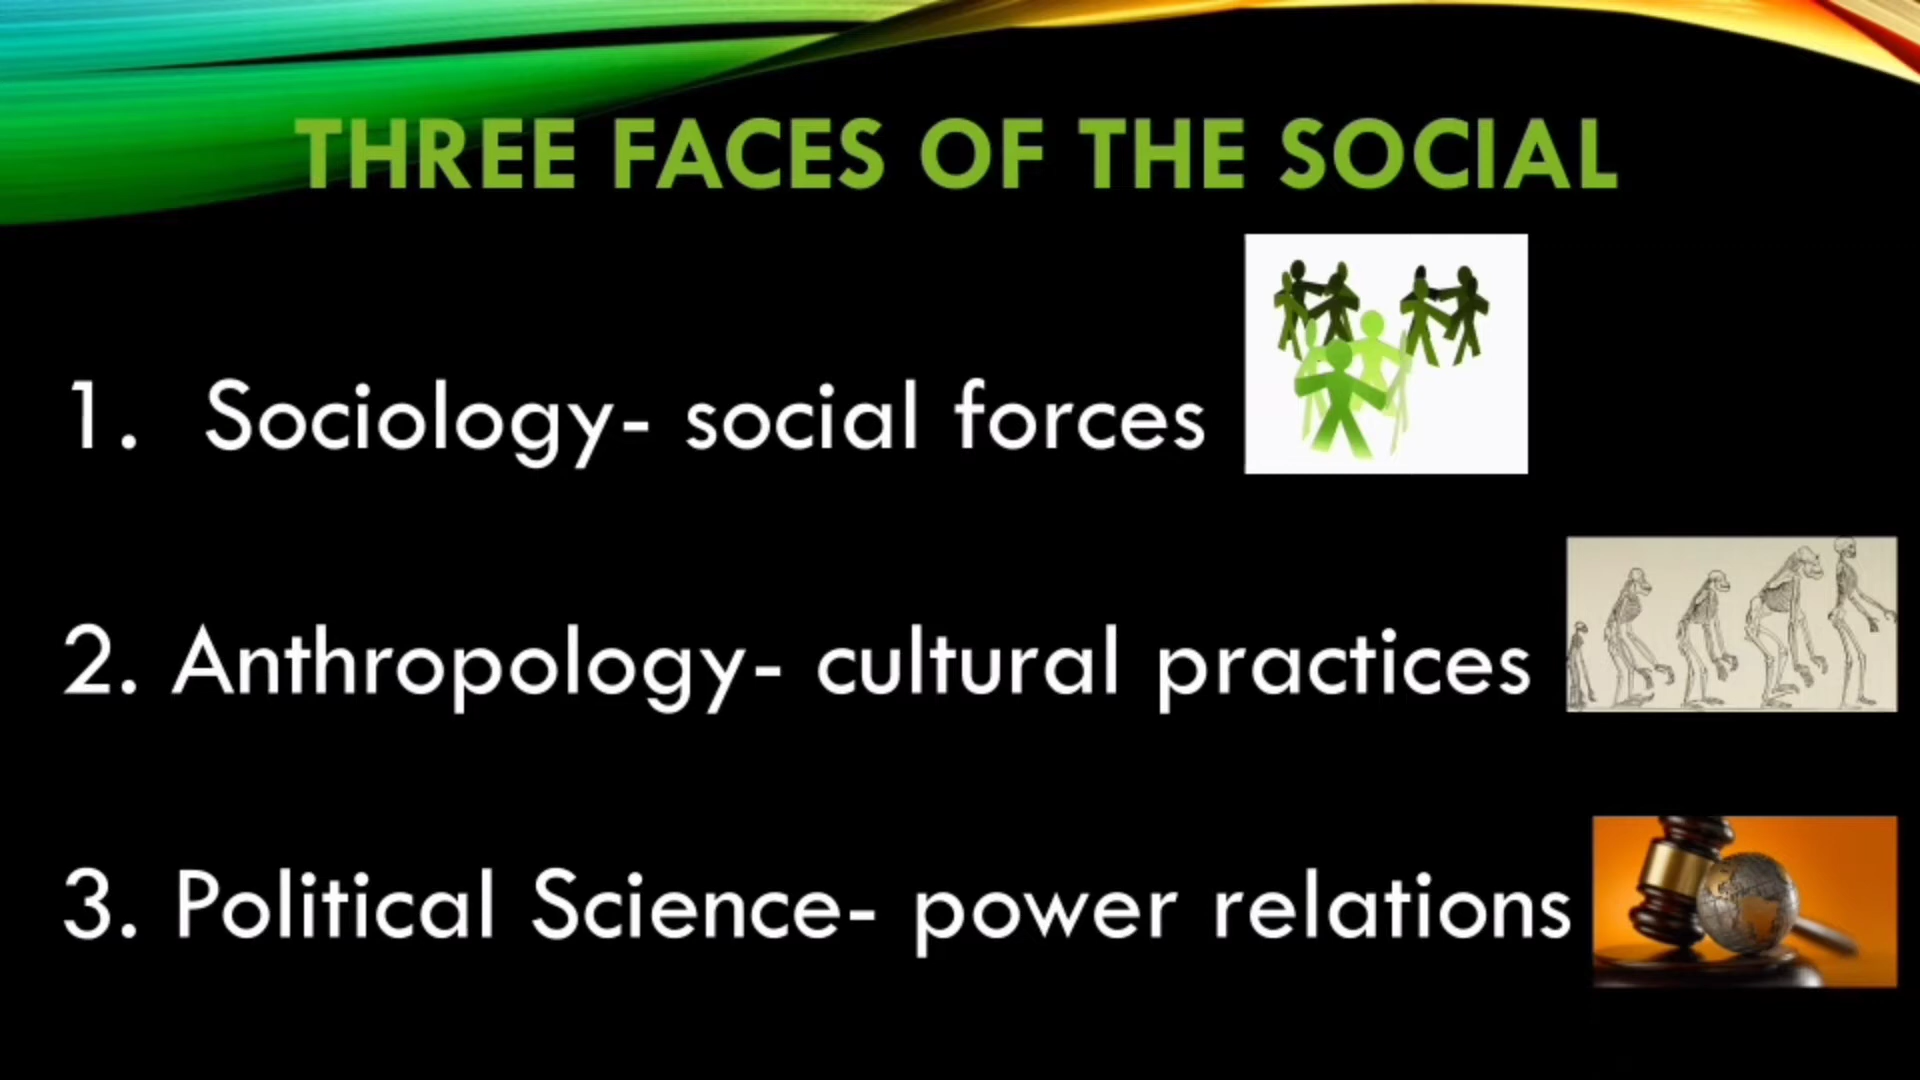 THREE FACES OF THE SOCIAL
1. Sociology- social forces
2. Anthropology- cultural practices
3. Political Science- power relations